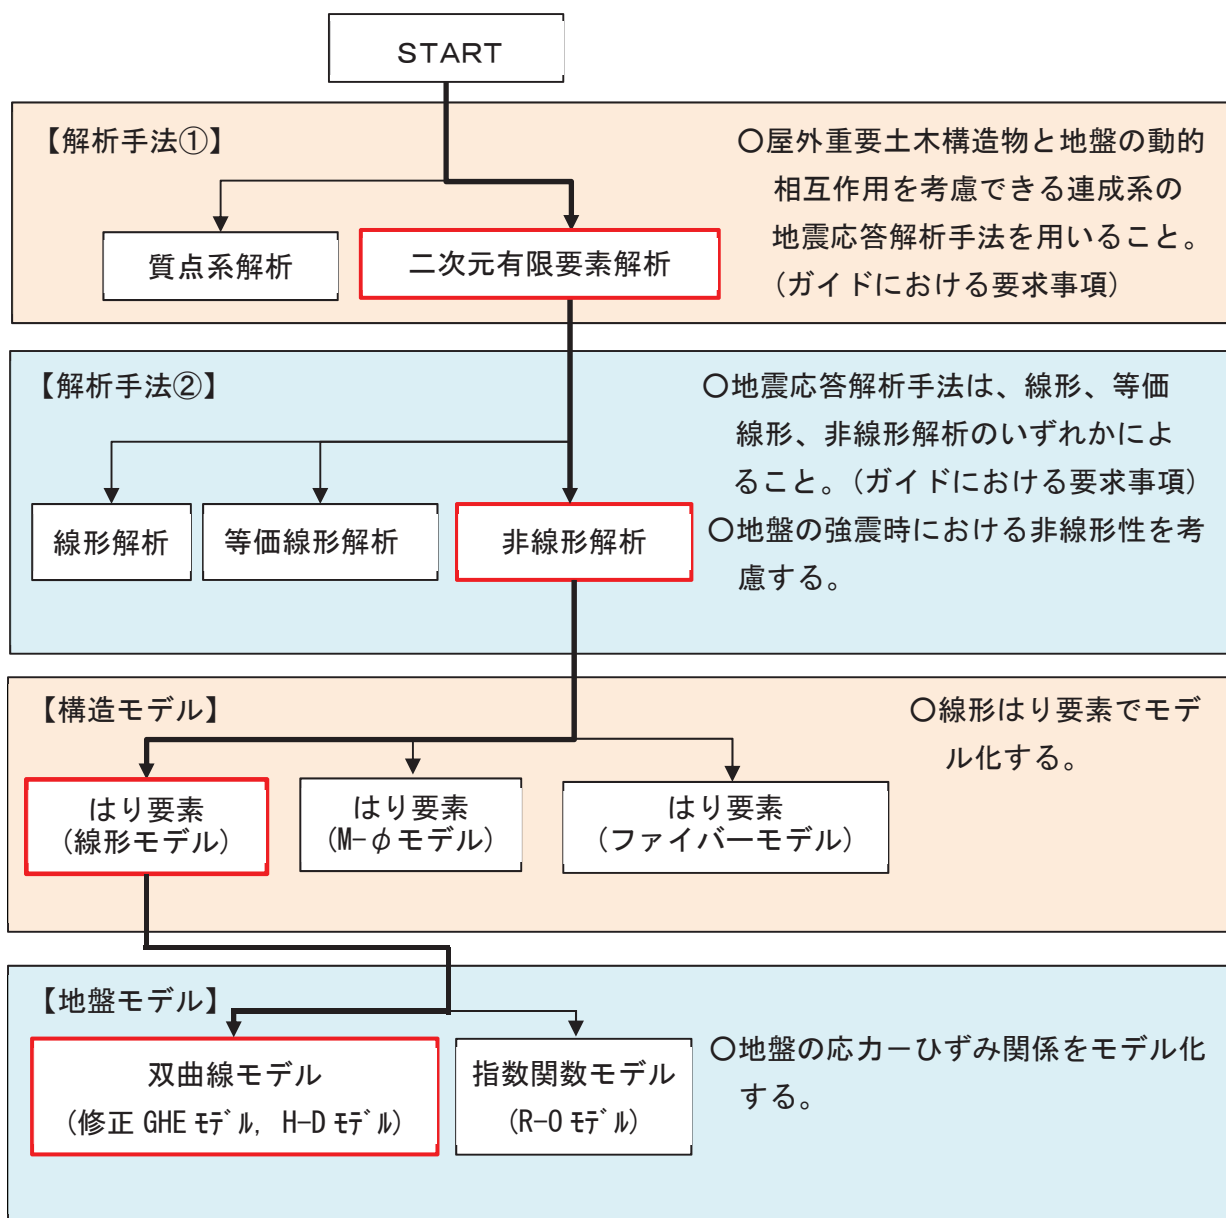 START
【解析手法①】
○屋外重要土木構造物と地盤の動的
相互作用を考慮できる連成系の
地震応答解析手法を用いること。
(ガイドにおける要求事項)
質点系解析
二次元有限要素解析
【解析手法②】
○地震応答解析手法は、線形、等価
線形、非線形解析のいずれかによ
ること。(ガイドにおける要求事項)
○地盤の強震時における非線形性を考
慮する。
線形解析
等価線形解析
非線形解析
【構造モデル】
○線形はり要素でモデ
ル化する。
はり要素
(線形モデル)
はり要素
(M-φモデル)
はり要素
(ファイバーモデル)
【地盤モデル】
○地盤の応力ーひずみ関係をモデル化
する。
双曲線モデル
(修正 GHE ﾓﾃﾞﾙ, H-D ﾓﾃﾞﾙ)
指数関数モデル
(R-O ﾓﾃﾞﾙ)